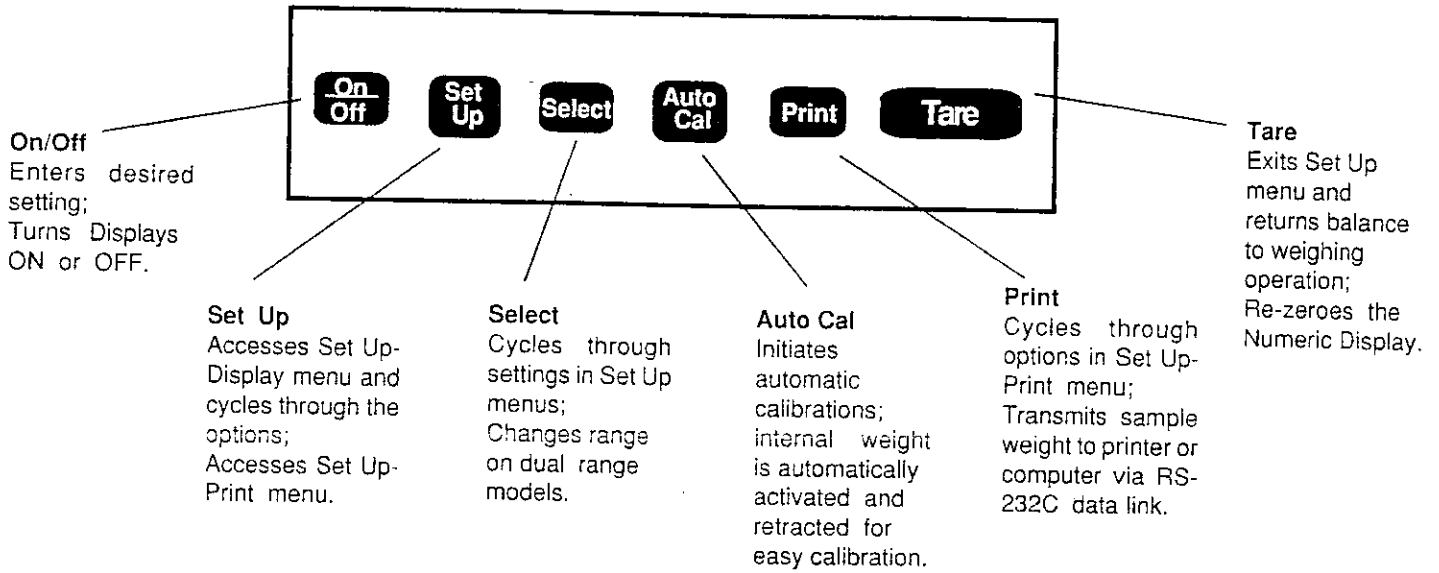 On
Off
Set
Up
Select
Auto
Cal
Print
Tare
On/Off
Enters desired
setting;
Turns Displays
ON or OFF.
Set Up
Accesses Set Up-
Display menu and
cycles through the
options;
Accesses Set Up-
Print menu.
Select
Cycles through
settings in Set Up
menus;
Changes range
on dual range
models.
Auto Cal
Initiates
automatic
calibrations;
internal weight
is automatically
activated and
retracted for
easy calibration.
Print
Cycles through
options in Set Up-
Print menu;
Transmits sample
weight to printer or
computer via RS-
232C data link.
Tare
Exits Set Up
menu and
returns balance
to weighing
operation;
Re-zeroes the
Numeric Display.